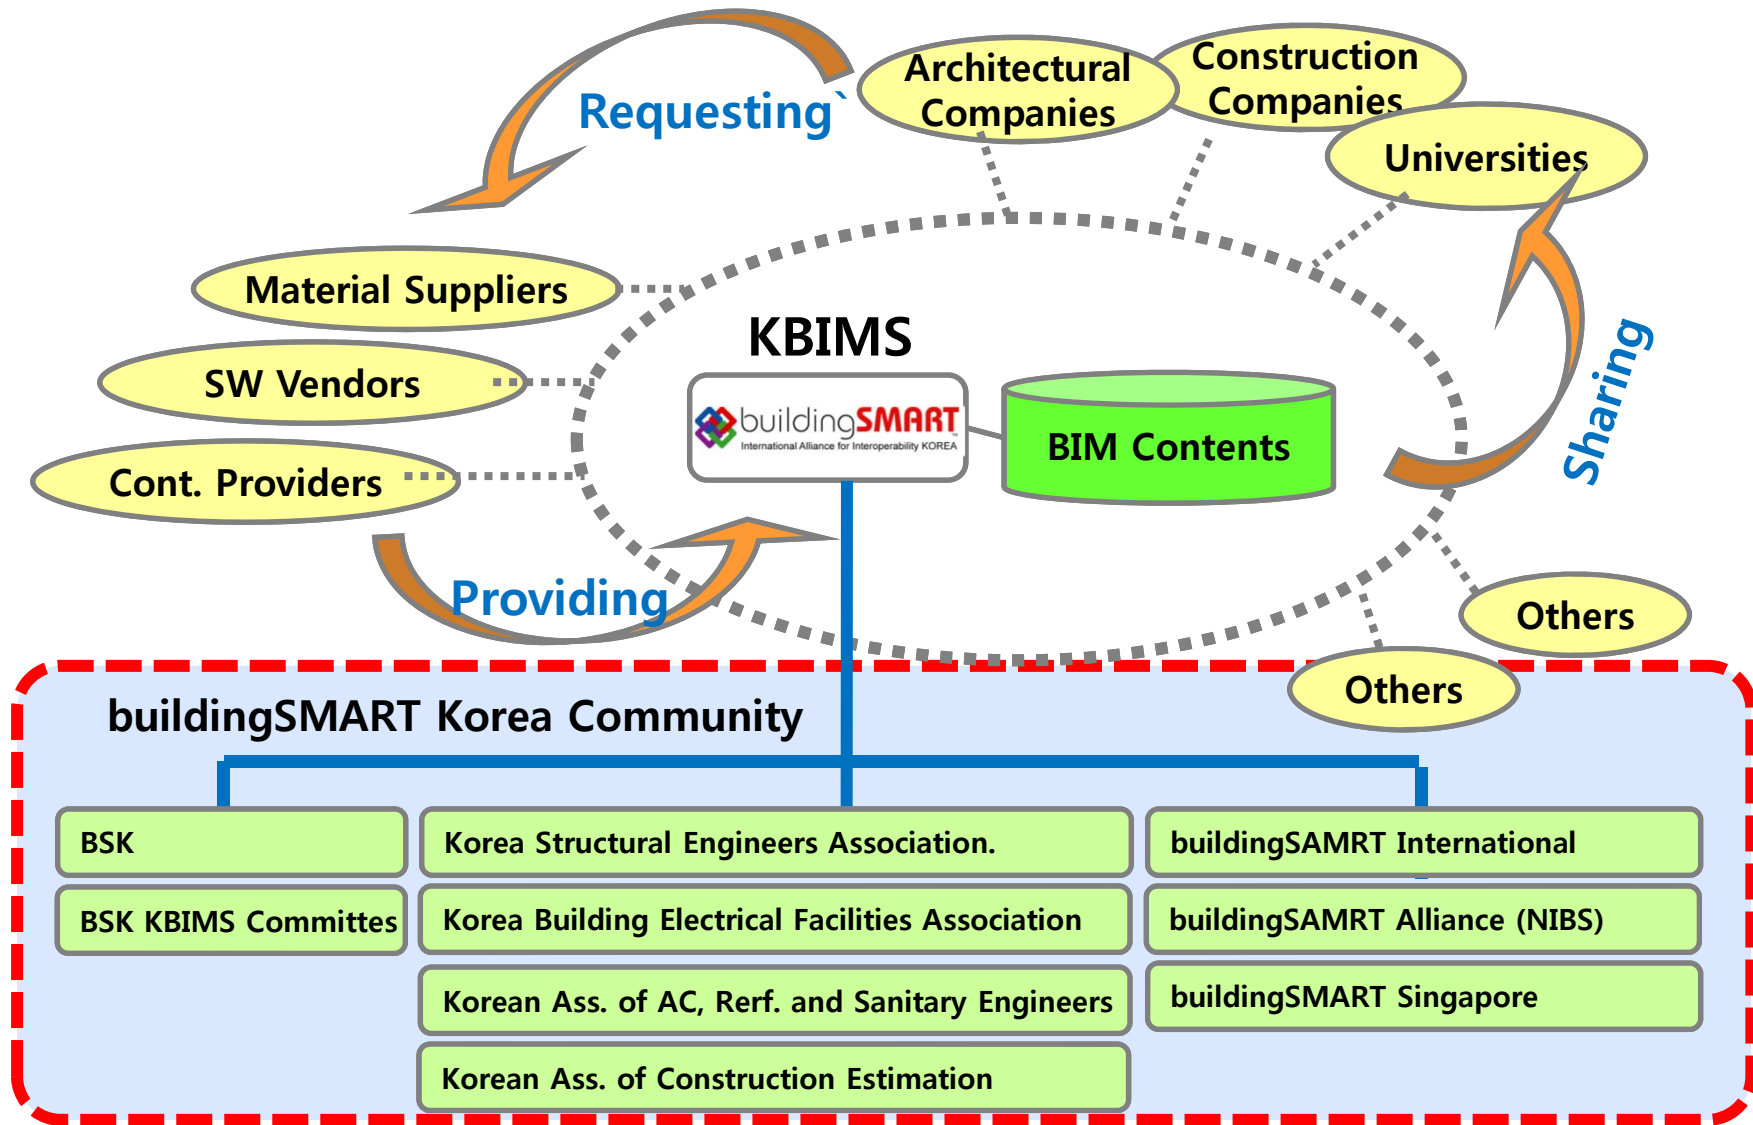 Architectural
Companies
Construction
Companies
Universities
Requesting`
Material Suppliers
SW Vendors
Cont. Providers
KBIMS
buildingSMART™
International Alliance for Interoperability KOREA
BIM Contents
Sharing
Providing
Others
Others
buildingSMART Korea Community
BSK
BSK KBIMS Committes
Korea Structural Engineers Association.
Korea Building Electrical Facilities Association
Korean Ass. of AC, Rerf. and Sanitary Engineers
Korean Ass. of Construction Estimation
buildingSAMRT International
buildingSAMRT Alliance (NIBS)
buildingSMART Singapore